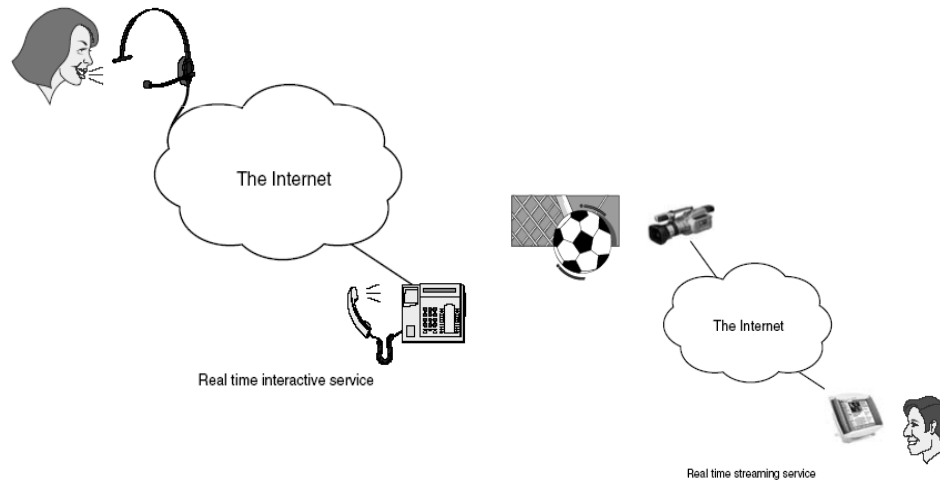 The Internet
Real time interactive service
The Internet
Real time streaming service